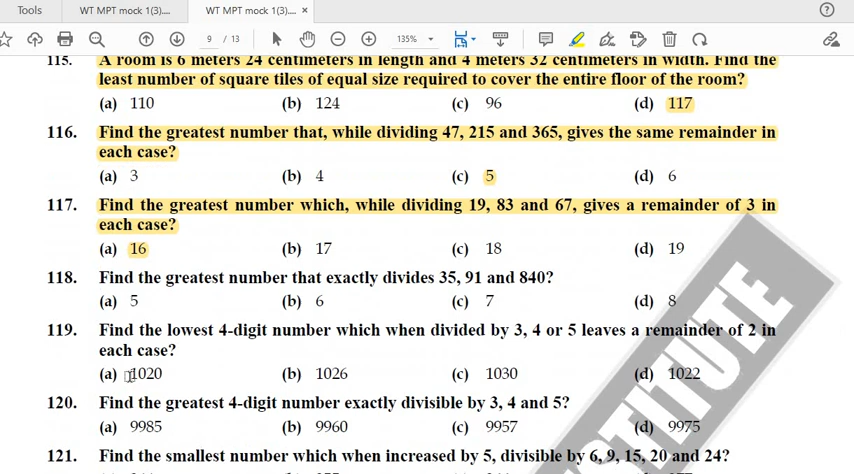 Tools WT MPT mock 1(3).... WT MPT mock 1(3).... ×
9 / 13 135%
115. A room is 6 meters 24 centimeters in length and 4 meters 32 centimeters in width. Find the
least number of square tiles of equal size required to cover the entire floor of the room?
(a) 110 (b) 124 (c) 96 (d) 117
116. Find the greatest number that, while dividing 47, 215 and 365, gives the same remainder in
each case?
(a) 3 (b) 4 (c) 5 (d) 6
117. Find the greatest number which, while dividing 19, 83 and 67, gives a remainder of 3 in
each case?
(a) 16 (b) 17 (c) 18 (d) 19
118. Find the greatest number that exactly divides 35, 91 and 840?
(a) 5 (b) 6 (c) 7 (d) 8
119. Find the lowest 4-digit number which when divided by 3, 4 or 5 leaves a remainder of 2 in
each case?
(a) 1020 (b) 1026 (c) 1030 (d) 1022
120. Find the greatest 4-digit number exactly divisible by 3, 4 and 5?
(a) 9985 (b) 9960 (c) 9957 (d) 9975
121. Find the smallest number which when increased by 5, divisible by 6, 9, 15, 20 and 24?